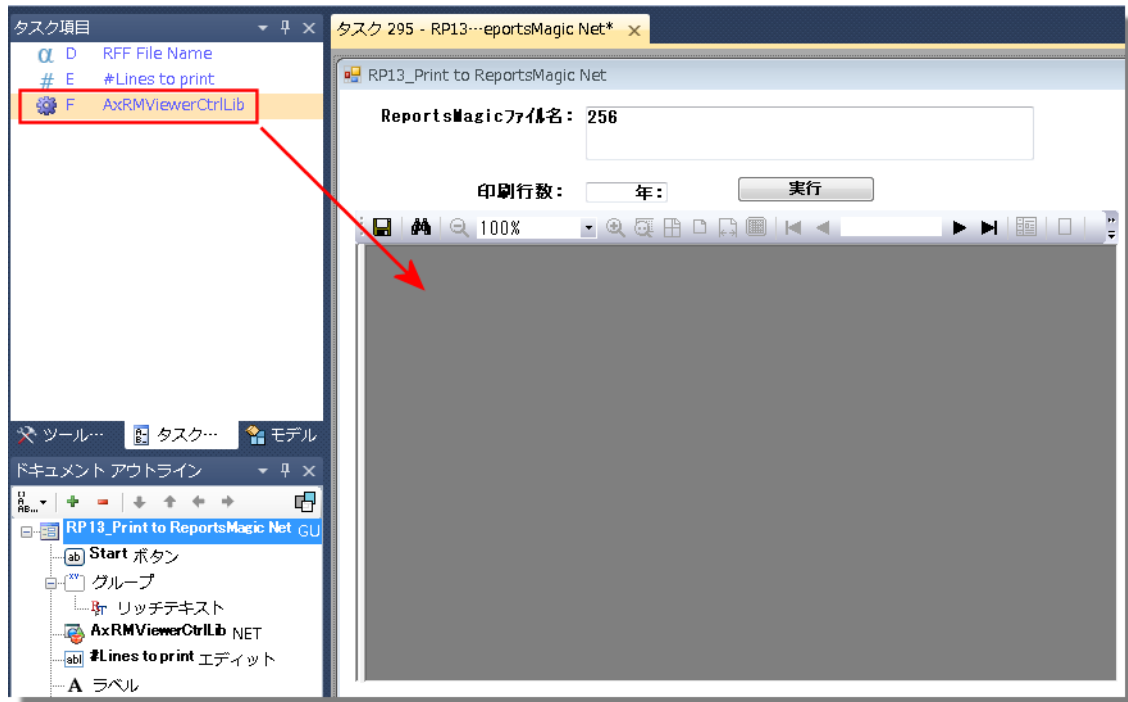 タスク項目
D RFF File Name
E #Lines to print
F AxRMViewerCtrlLib
ツール…
タスク…
モデル
ドキュメント アウトライン
RP13_Print to ReportsMagic Net GU
Start ボタン
グループ
リッチテキスト
AxRMViewerCtrlLib NET
#Lines to print エディット
A ラベル
タスク 295 - RP13…eportsMagic Net*
RP13_Print to ReportsMagic Net
ReportsMagicファイル名: 256
印刷行数: 年: 実行
100%